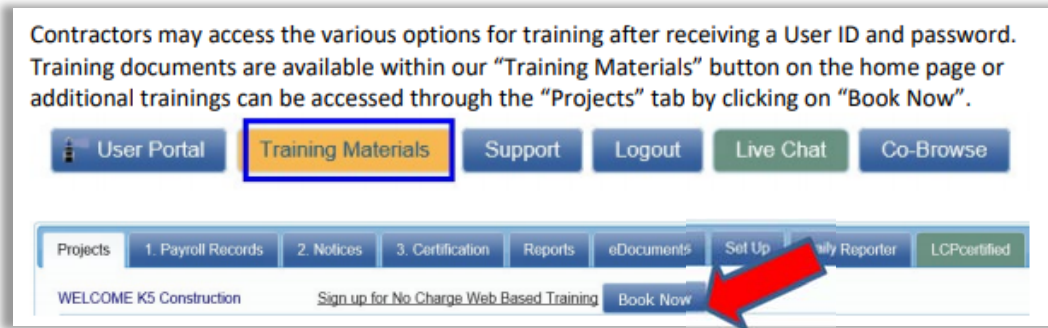 Contractors may access the various options for training after receiving a User ID and password.
Training documents are available within our “Training Materials” button on the home page or
additional trainings can be accessed through the “Projects” tab by clicking on “Book Now”.
User Portal Training Materials Support Logout Live Chat Co-Browse
Projects 1. Payroll Records 2. Notices 3. Certification Reports eDocuments Set Up aily Reporter LCPcertified
WELCOME K5 Construction Sign up for No Charge Web Based Training Book Now